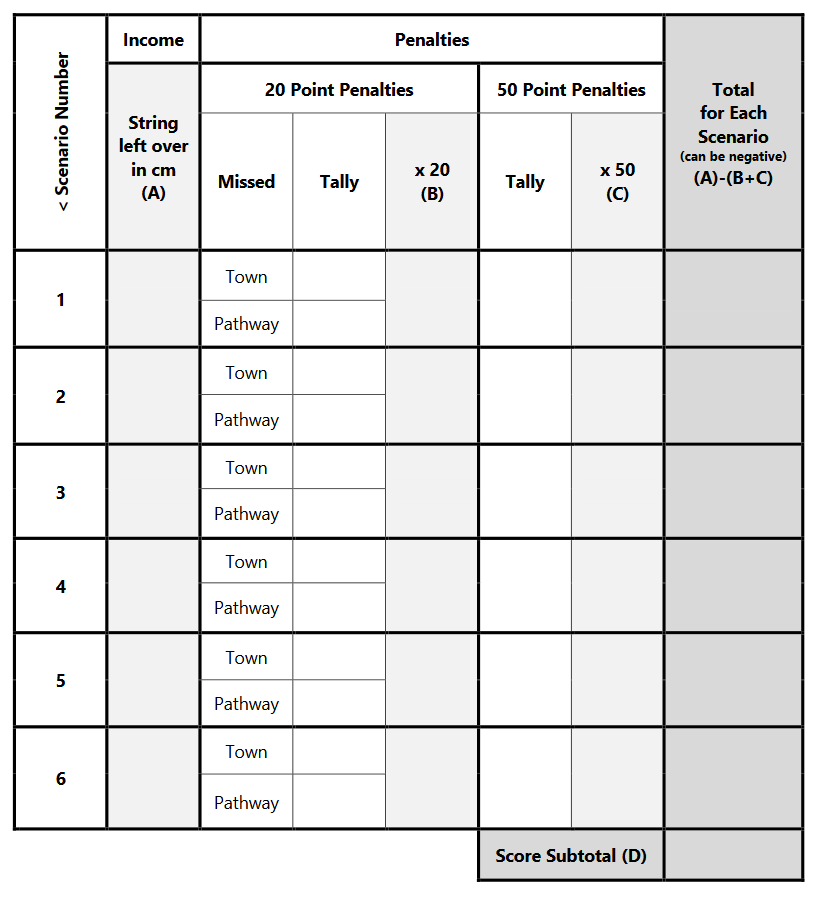 < Scenario Number
Income
Penalties
Total
for Each
Scenario
(can be negative)
(A)-(B+C)
String
left over
in cm
(A)
20 Point Penalties
50 Point Penalties
Missed
Tally
x 20
(B)
Tally
x 50
(C)
1
Town
Pathway
2
Town
Pathway
3
Town
Pathway
4
Town
Pathway
5
Town
Pathway
6
Town
Pathway
Score Subtotal (D)